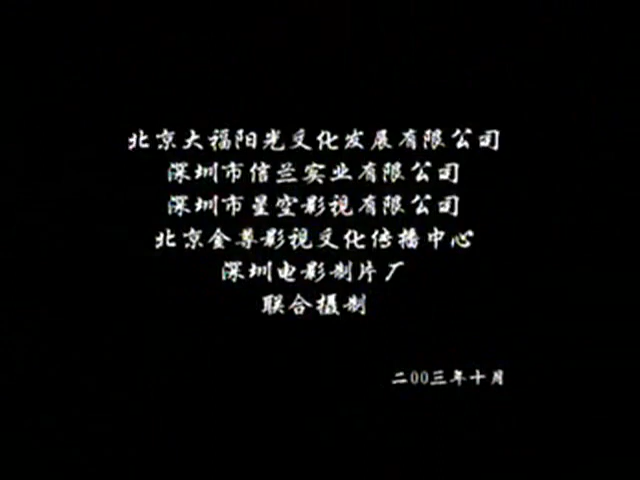 北京大福阳光文化发展有限公司
深圳市信兰实业有限公司
深圳市星空影视有限公司
北京金尊影视文化传播中心
深圳电影制片厂
联合摄制
二00三年十月